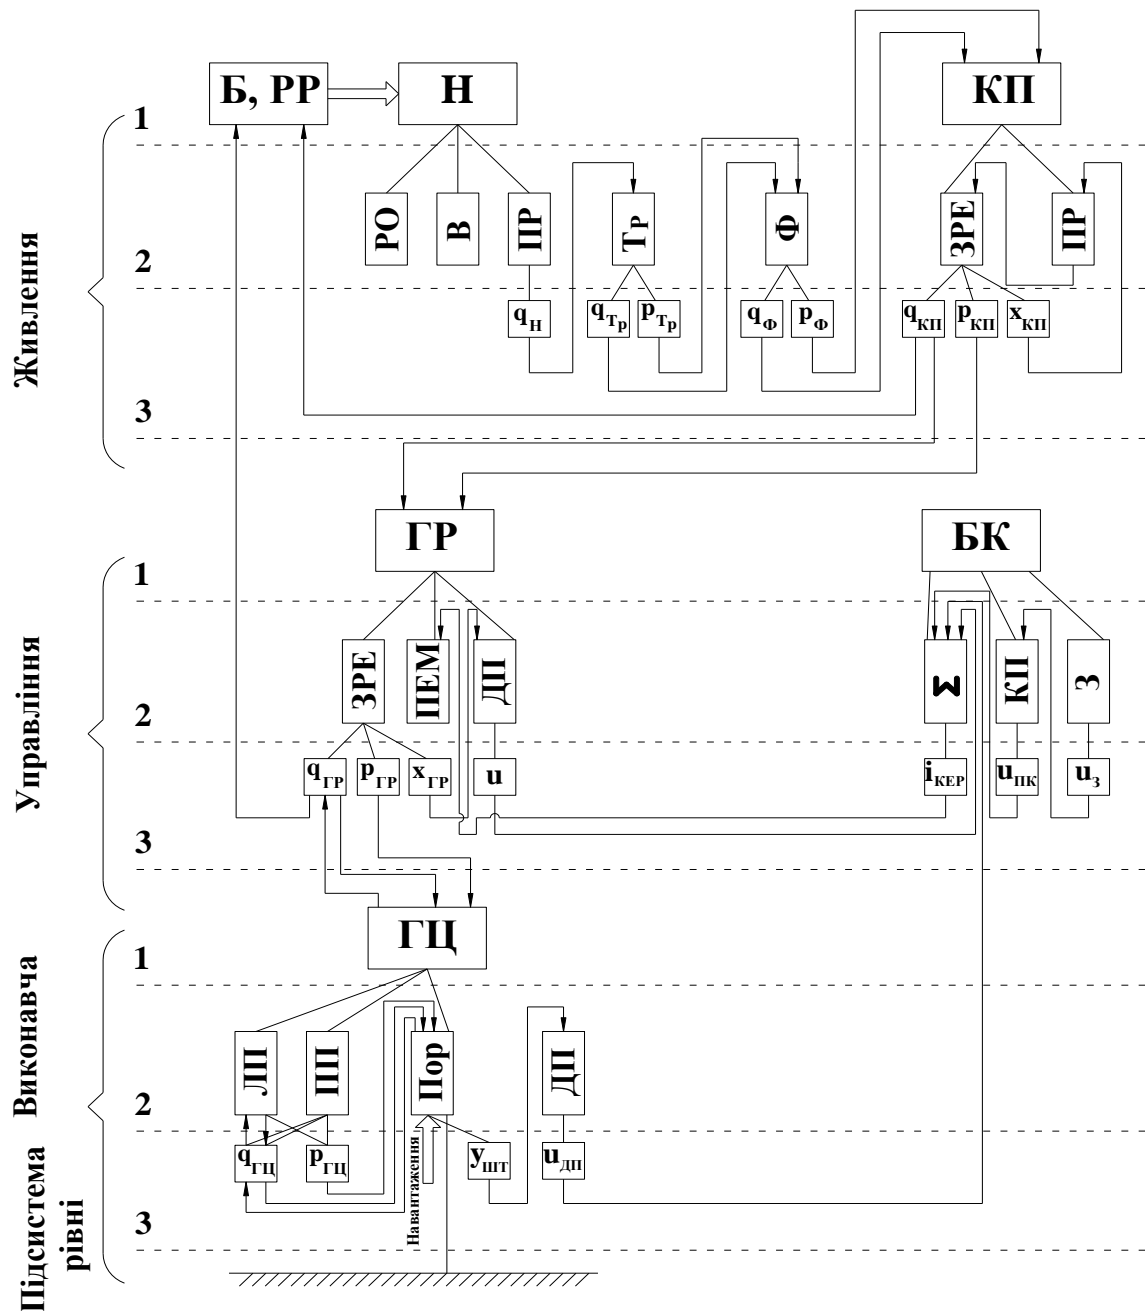 Б, РР
Н
КП
1
РО
В
ПР
Тр
Ф
ЗРЕ
ПР
2
qН
qТр
pТр
qФ
pФ
qКП
pКП
xКП
3
Живлення
ГР
БК
1
ЗРЕ
ПЕМ
ДП
Σ
КП
З
2
qГР
pГР
xГР
u
iКЕР
uПК
uЗ
3
Управління
ГЦ
1
ЛП
ПП
Пор
ДП
2
qГЦ
pГЦ
Навантаження
yШТ
uДП
3
Виконавча
Підсистема
рівні